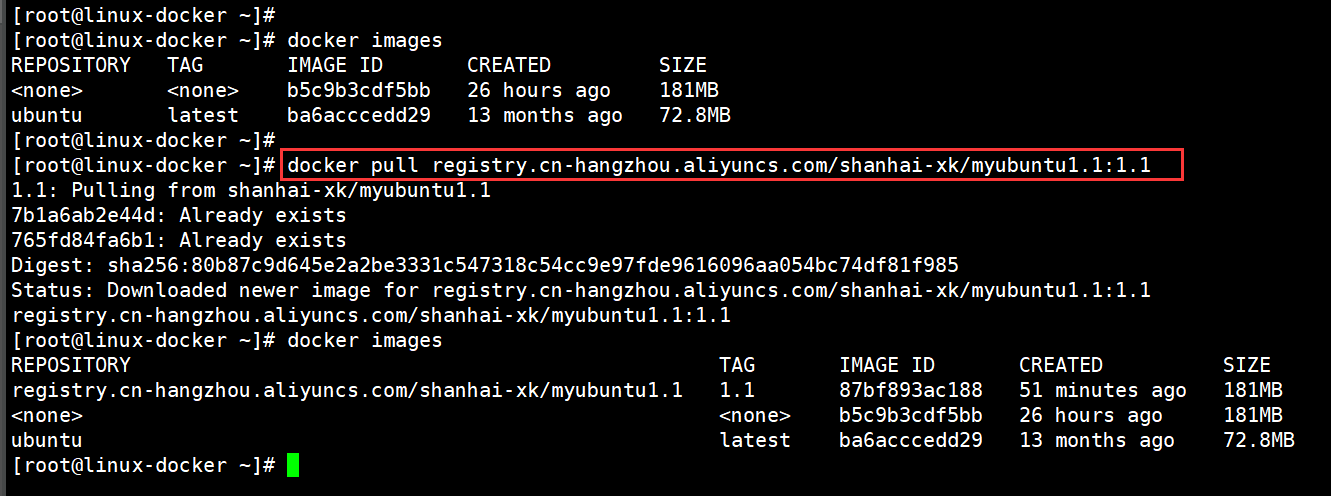 [root@linux-docker ~]#
[root@linux-docker ~]# docker images
REPOSITORY   TAG       IMAGE ID       CREATED         SIZE
<none>       <none>    b5c9b3cdf5bb   26 hours ago    181MB
ubuntu       latest    ba6acccedd29   13 months ago   72.8MB
[root@linux-docker ~]#
[root@linux-docker ~]# docker pull registry.cn-hangzhou.aliyuncs.com/shanhai-xk/myubuntu1.1:1.1
1.1: Pulling from shanhai-xk/myubuntu1.1
7b1a6ab2e44d: Already exists
765fd84fa6b1: Already exists
Digest: sha256:80b87c9d645e2a2be3331c547318c54cc9e97fde9616096aa054bc74df81f985
Status: Downloaded newer image for registry.cn-hangzhou.aliyuncs.com/shanhai-xk/myubuntu1.1:1.1
registry.cn-hangzhou.aliyuncs.com/shanhai-xk/myubuntu1.1:1.1
[root@linux-docker ~]# docker images
REPOSITORY                                                 TAG       IMAGE ID       CREATED          SIZE
registry.cn-hangzhou.aliyuncs.com/shanhai-xk/myubuntu1.1   1.1       87bf893ac188   51 minutes ago   181MB
<none>                                                     <none>    b5c9b3cdf5bb   26 hours ago     181MB
ubuntu                                                     latest    ba6acccedd29   13 months ago    72.8MB
[root@linux-docker ~]#